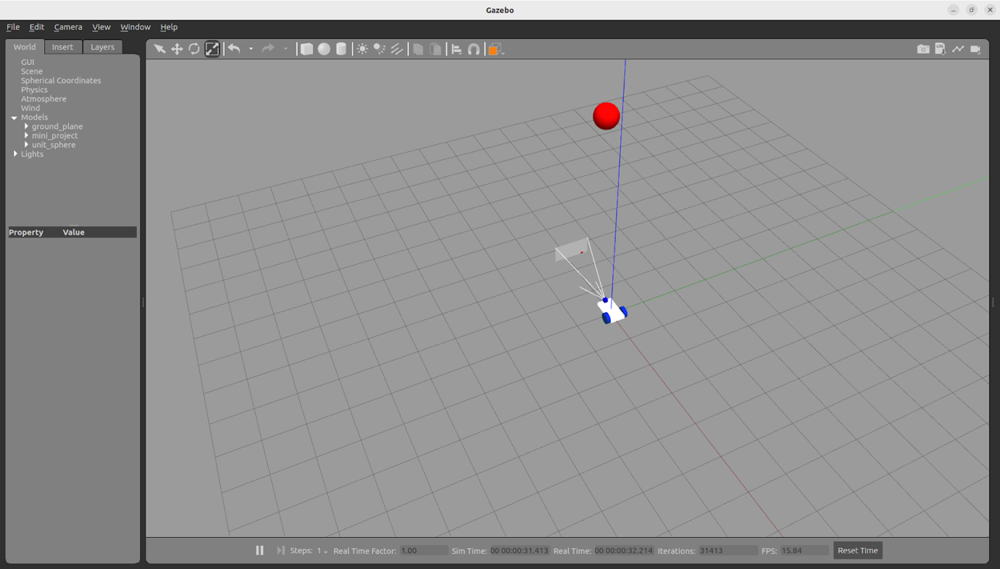 Gazebo
File Edit Camera View Window Help
World Insert Layers
GUI
Scene
Spherical Coordinates
Physics
Atmosphere
Wind
Models
ground_plane
mini_project
unit_sphere
Lights
Property Value
LOG
Steps: 1 Real Time Factor: 1.00 Sim Time: 00 00:00:31.413 Real Time: 00 00:00:32.214 Iterations: 31413 FPS: 15.84 Reset Time